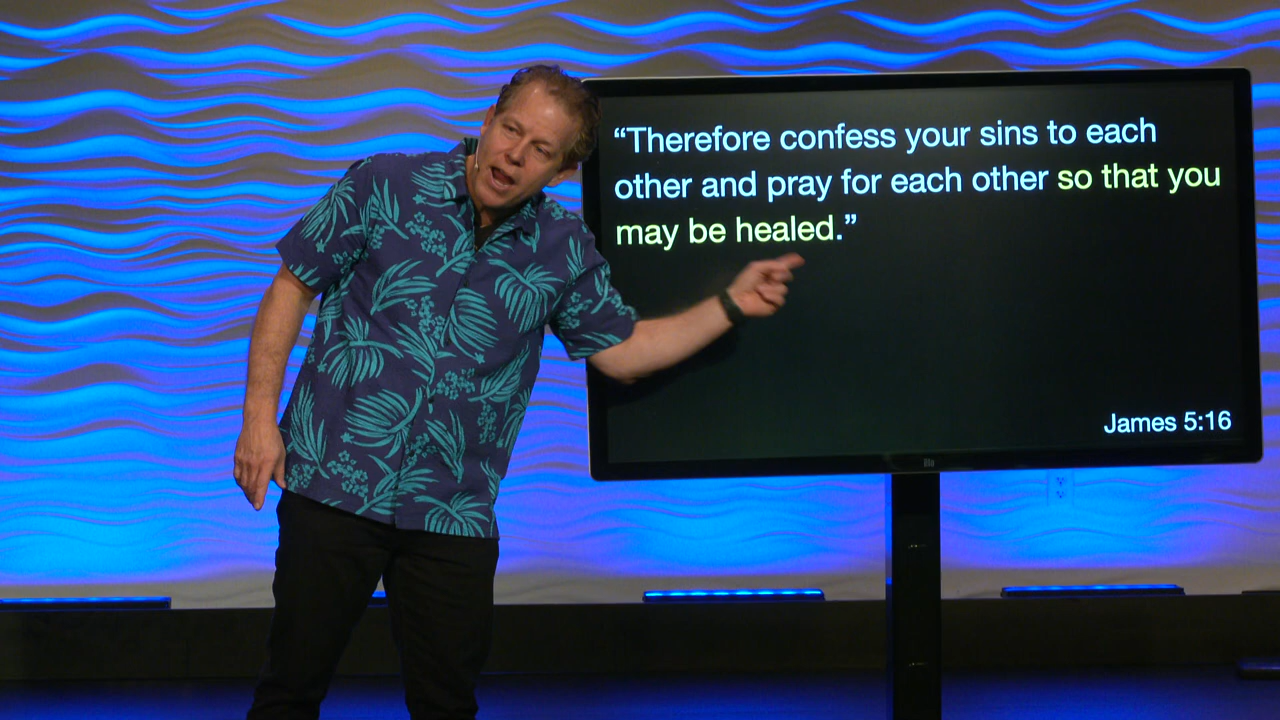 “Therefore confess your sins to each
other and pray for each other so that you
may be healed.”
James 5:16
elo